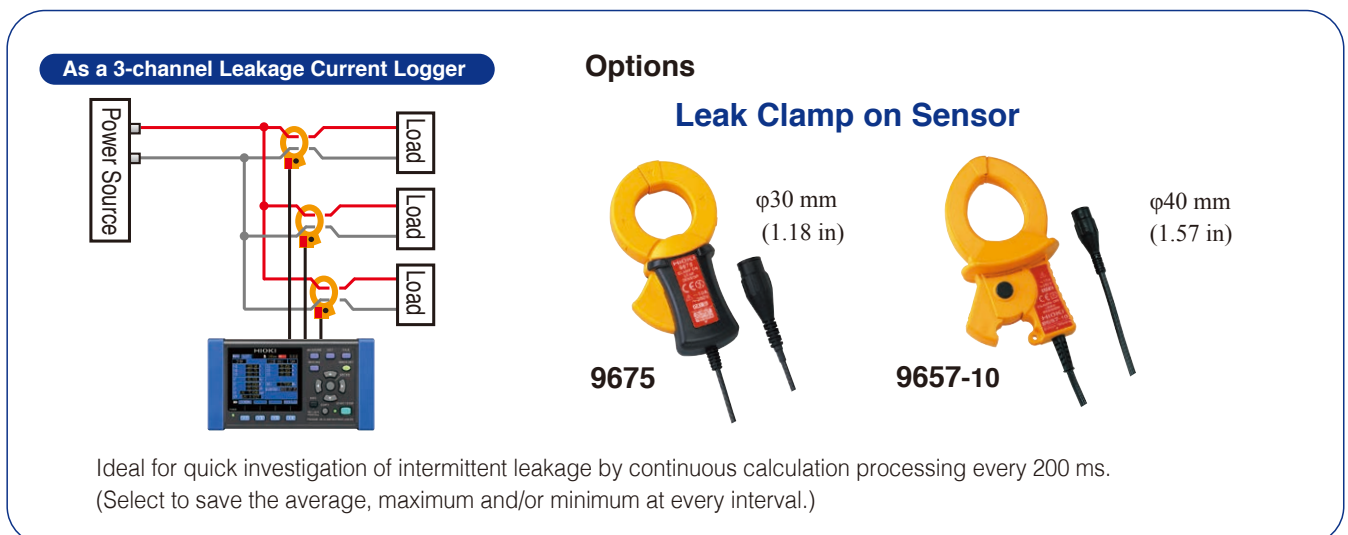 As a 3-channel Leakage Current Logger
Options
Leak Clamp on Sensor
Power Source
Load
Load
Load
HIOKI
φ30 mm
(1.18 in)
φ40 mm
(1.57 in)
9675
9657-10
Ideal for quick investigation of intermittent leakage by continuous calculation processing every 200 ms.
(Select to save the average, maximum and/or minimum at every interval.)